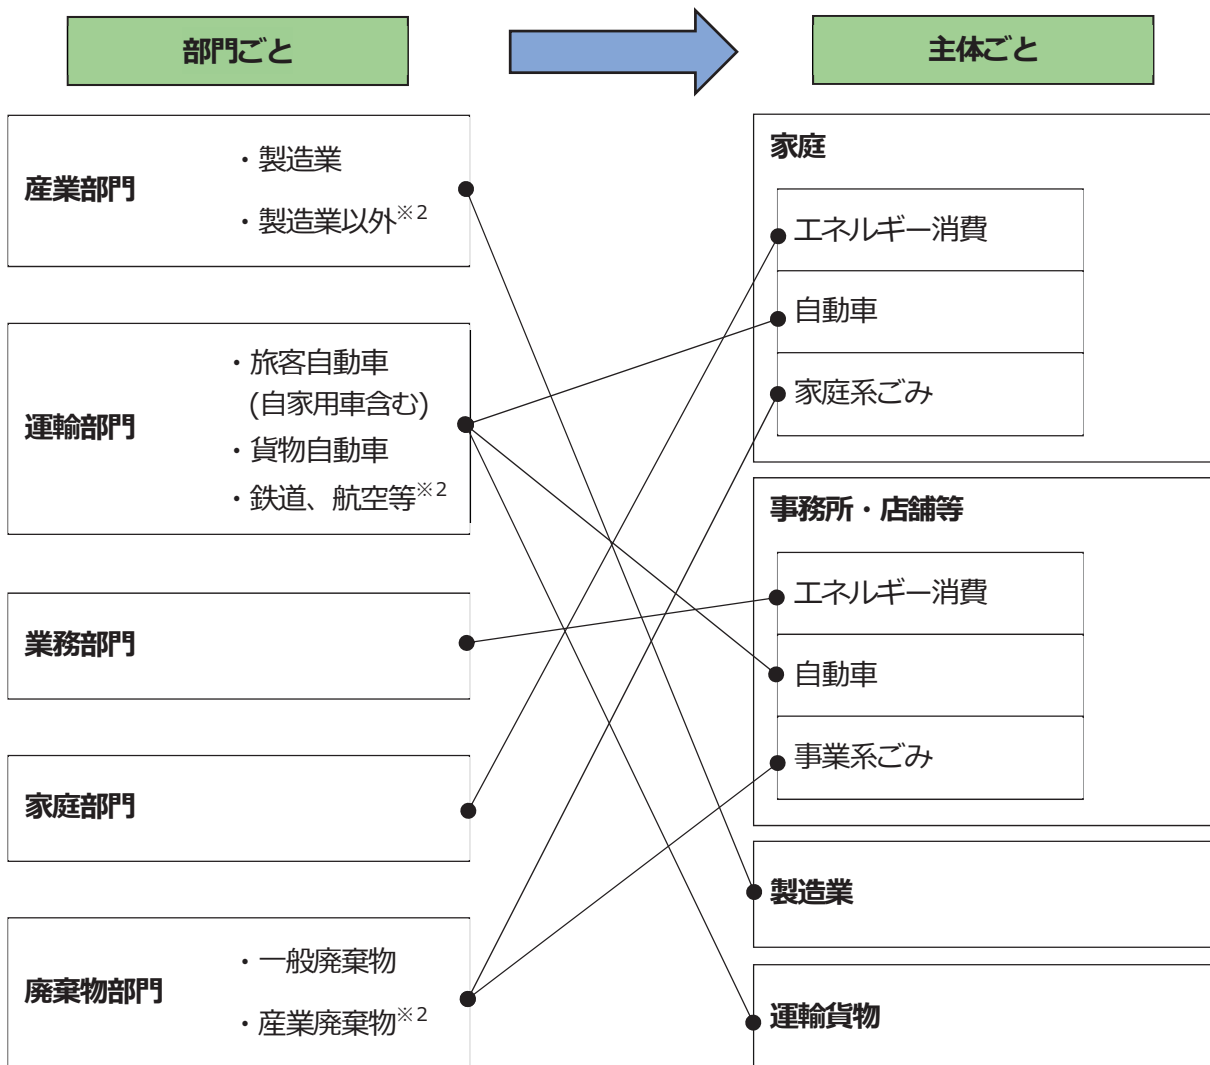 部門ごと
主体ごと
産業部門
・製造業
・製造業以外※2
運輸部門
・旅客自動車
(自家用車含む)
・貨物自動車
・鉄道、航空等※2
業務部門
家庭部門
廃棄物部門
・一般廃棄物
・産業廃棄物※2
家庭
エネルギー消費
自動車
家庭系ごみ
事務所・店舗等
エネルギー消費
自動車
事業系ごみ
製造業
運輸貨物